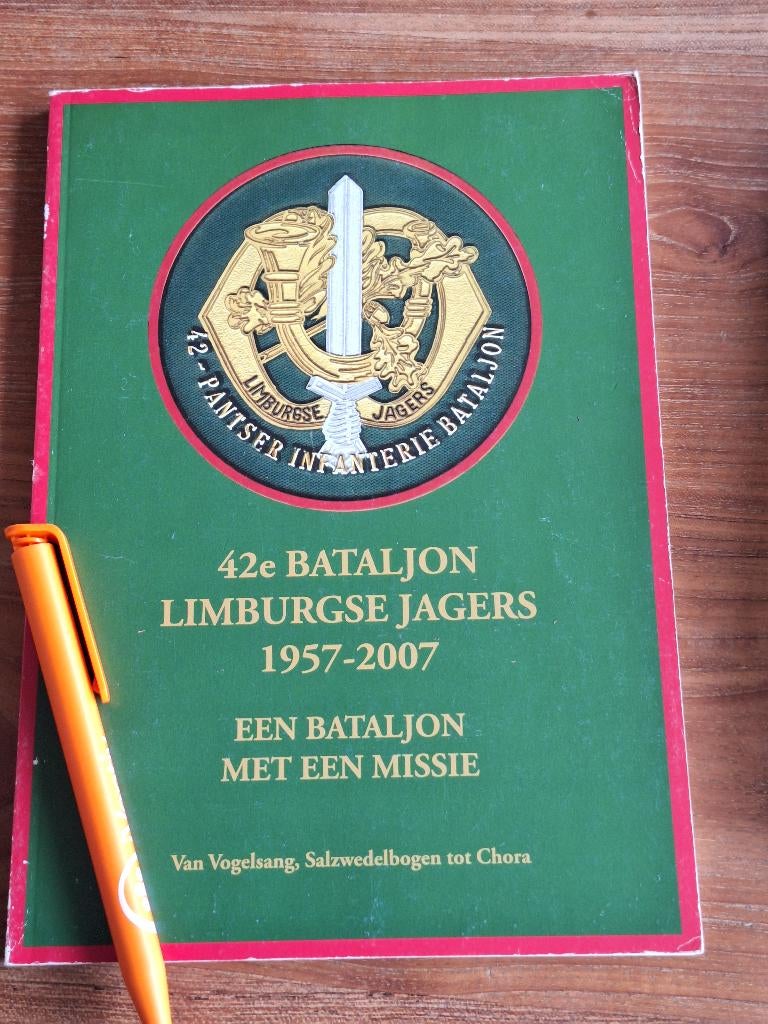 42 - PANTSER INFANTERIE BATALJON
LIMBURGSE JAGERS
42e BATALJON
LIMBURGSE JAGERS
1957-2007
EEN BATALJON
MET EEN MISSIE
Van Vogelsang, Salzwedelbogen tot Chora